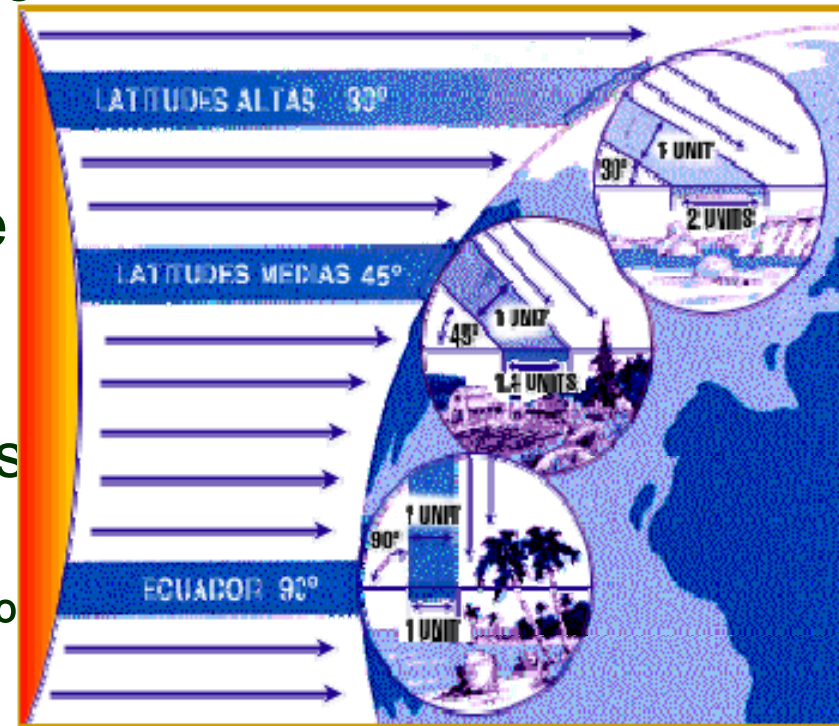 LATITUDES ALTAS 30°
1 UNIT
30°
2 UNITS
LATITUDES MEDIAS 45°
1 UNIT
45°
UNITS
1 UNIT
90°
ECUADOR 90°
1 UNIT
e
s
o